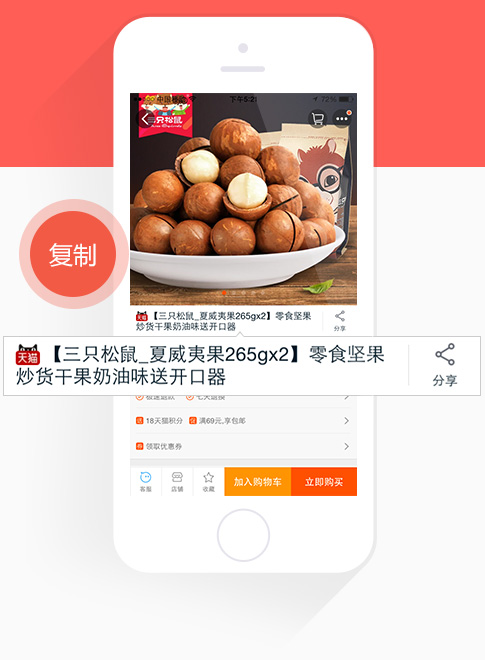 中国移动 下午5:21 72%
三只松鼠
复制
天猫 【三只松鼠_夏威夷果265gx2】零食坚果
炒货干果奶油味送开口器
分享
天猫 【三只松鼠_夏威夷果265gx2】零食坚果
炒货干果奶油味送开口器
分享
极速退款 七天退换
送 18天猫积分 满69元,享包邮
领取优惠券
客服 店铺 收藏 加入购物车 立即购买